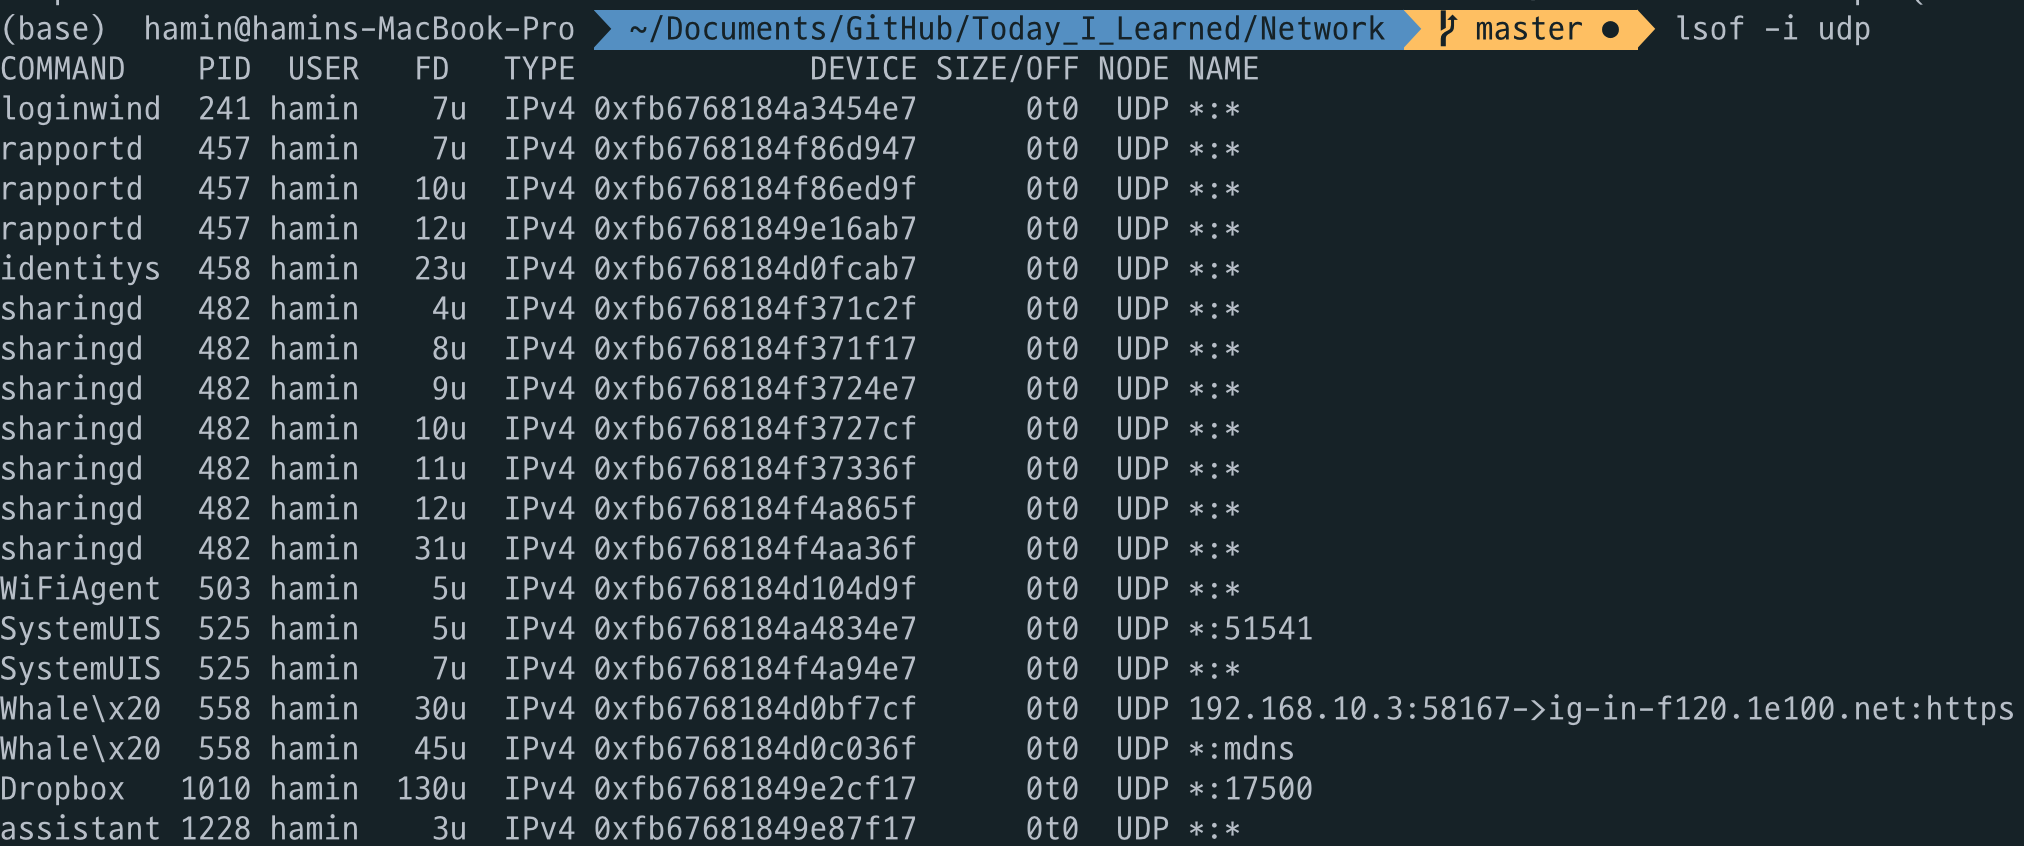 (base) hamin@hamins-MacBook-Pro ~/Documents/GitHub/Today_I_Learned/Network master ● lsof -i udp
COMMAND PID USER FD TYPE DEVICE SIZE/OFF NODE NAME
loginwind 241 hamin 7u IPv4 0xfb6768184a3454e7 0t0 UDP *:*
rapportd 457 hamin 7u IPv4 0xfb6768184f86d947 0t0 UDP *:*
rapportd 457 hamin 10u IPv4 0xfb6768184f86ed9f 0t0 UDP *:*
rapportd 457 hamin 12u IPv4 0xfb67681849e16ab7 0t0 UDP *:*
identitys 458 hamin 23u IPv4 0xfb6768184d0fcab7 0t0 UDP *:*
sharingd 482 hamin 4u IPv4 0xfb6768184f371c2f 0t0 UDP *:*
sharingd 482 hamin 8u IPv4 0xfb6768184f371f17 0t0 UDP *:*
sharingd 482 hamin 9u IPv4 0xfb6768184f3724e7 0t0 UDP *:*
sharingd 482 hamin 10u IPv4 0xfb6768184f3727cf 0t0 UDP *:*
sharingd 482 hamin 11u IPv4 0xfb6768184f37336f 0t0 UDP *:*
sharingd 482 hamin 12u IPv4 0xfb6768184f4a865f 0t0 UDP *:*
sharingd 482 hamin 31u IPv4 0xfb6768184f4aa36f 0t0 UDP *:*
WiFiAgent 503 hamin 5u IPv4 0xfb6768184d104d9f 0t0 UDP *:*
SystemUIS 525 hamin 5u IPv4 0xfb6768184a4834e7 0t0 UDP *:51541
SystemUIS 525 hamin 7u IPv4 0xfb6768184f4a94e7 0t0 UDP *:*
Whale\x20 558 hamin 30u IPv4 0xfb6768184d0bf7cf 0t0 UDP 192.168.10.3:58167->ig-in-f120.1e100.net:https
Whale\x20 558 hamin 45u IPv4 0xfb6768184d0c036f 0t0 UDP *:mdns
Dropbox 1010 hamin 130u IPv4 0xfb67681849e2cf17 0t0 UDP *:17500
assistant 1228 hamin 3u IPv4 0xfb67681849e87f17 0t0 UDP *:*